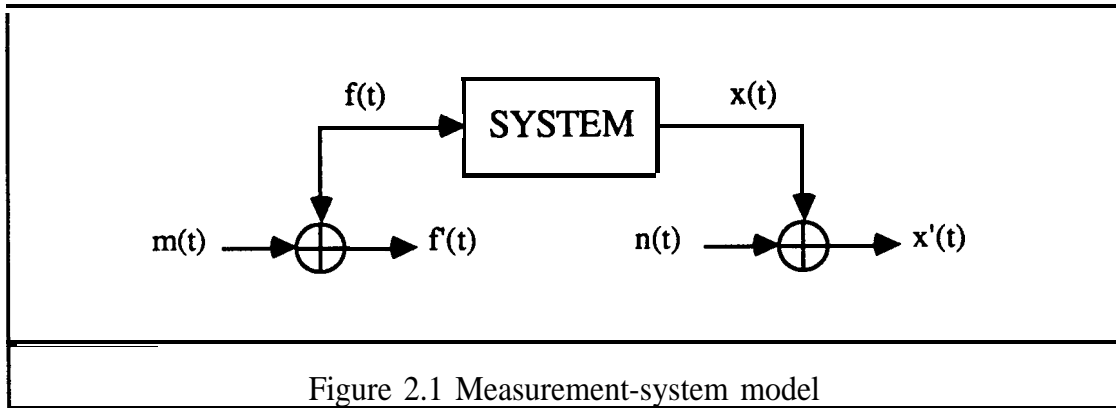 f(t) SYSTEM x(t)
m(t) f'(t) n(t) x'(t)
Figure 2.1 Measurement-system model